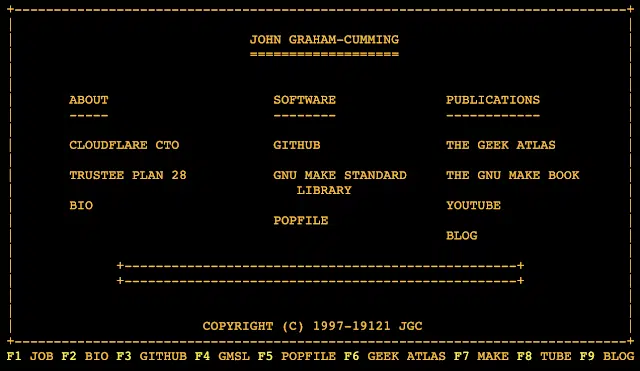 JOHN GRAHAM-CUMMING
===================
ABOUT SOFTWARE PUBLICATIONS
----- -------- ------------
CLOUDFLARE CTO GITHUB THE GEEK ATLAS
TRUSTEE PLAN 28 GNU MAKE STANDARD THE GNU MAKE BOOK
LIBRARY
BIO YOUTUBE
POPFILE
BLOG
COPYRIGHT (C) 1997-19121 JGC
F1 JOB F2 BIO F3 GITHUB F4 GMSL F5 POPFILE F6 GEEK ATLAS F7 MAKE F8 TUBE F9 BLOG